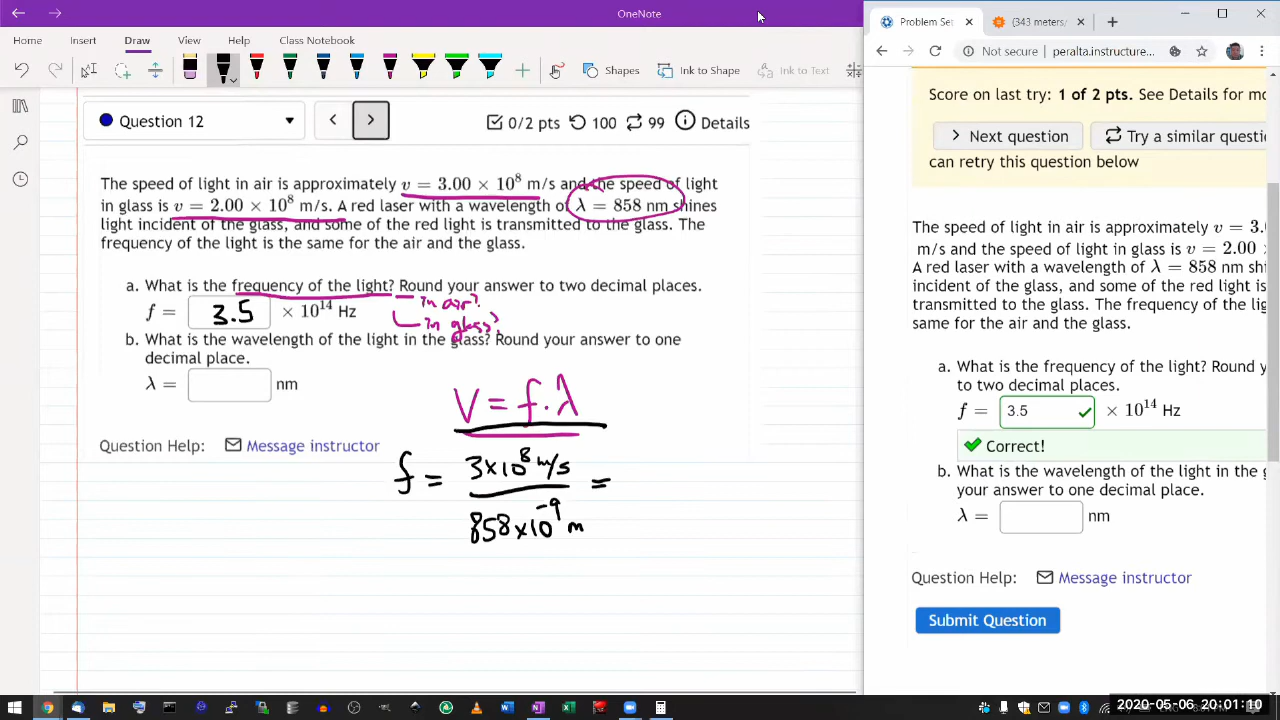 OneNote
Home
Insert
Draw
View
Help
Class Notebook
Shapes
Ink to Shape
Ink to Text
Ink to Math
Question 12
0/2 pts
100
99
Details
The speed of light in air is approximately v = 3.00 × 10⁸ m/s and the speed of light
in glass is v = 2.00 × 10⁸ m/s. A red laser with a wavelength of λ = 858 nm shines
light incident of the glass, and some of the red light is transmitted to the glass. The
frequency of the light is the same for the air and the glass.
a. What is the frequency of the light? Round your answer to two decimal places.
in air?
f = 3.5 × 10¹⁴ Hz
in glass?
b. What is the wavelength of the light in the glass? Round your answer to one
decimal place.
λ = nm
V = f · λ
Question Help: Message instructor
f = 3×10⁸ m/s =
858×10⁻⁹ m
Problem Set
(343 meters/
Not secure
peralta.instructure...
Score on last try: 1 of 2 pts. See Details for mo
> Next question
Try a similar questi
can retry this question below
The speed of light in air is approximately v = 3.
m/s and the speed of light in glass is v = 2.00
A red laser with a wavelength of λ = 858 nm shi
incident of the glass, and some of the red light is
transmitted to the glass. The frequency of the lig
same for the air and the glass.
a. What is the frequency of the light? Round y
to two decimal places.
f = 3.5 × 10¹⁴ Hz
Correct!
b. What is the wavelength of the light in the g
your answer to one decimal place.
λ = nm
Question Help: Message instructor
Submit Question
2020-05-06 20:01:10